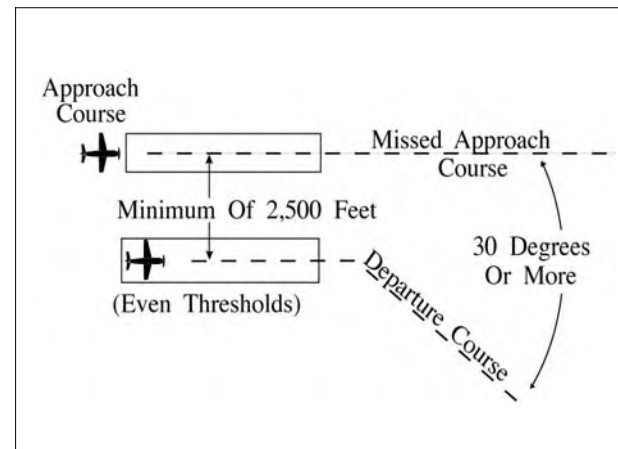 Approach
Course
Missed Approach
Course
Minimum Of 2,500 Feet
30 Degrees
Or More
Departure Course
(Even Thresholds)